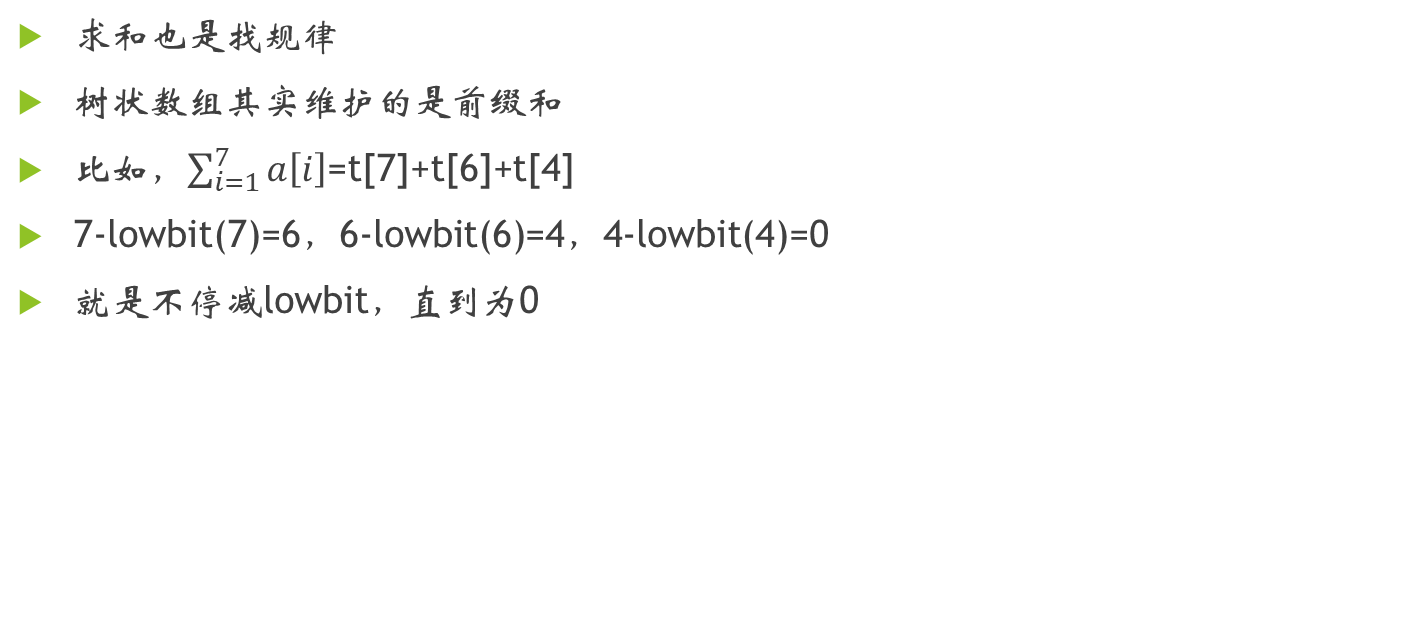 求和也是找规律
树状数组其实维护的是前缀和
比如，∑_{i=1}^{7} a[i]=t[7]+t[6]+t[4]
7-lowbit(7)=6，6-lowbit(6)=4，4-lowbit(4)=0
就是不停减lowbit，直到为0